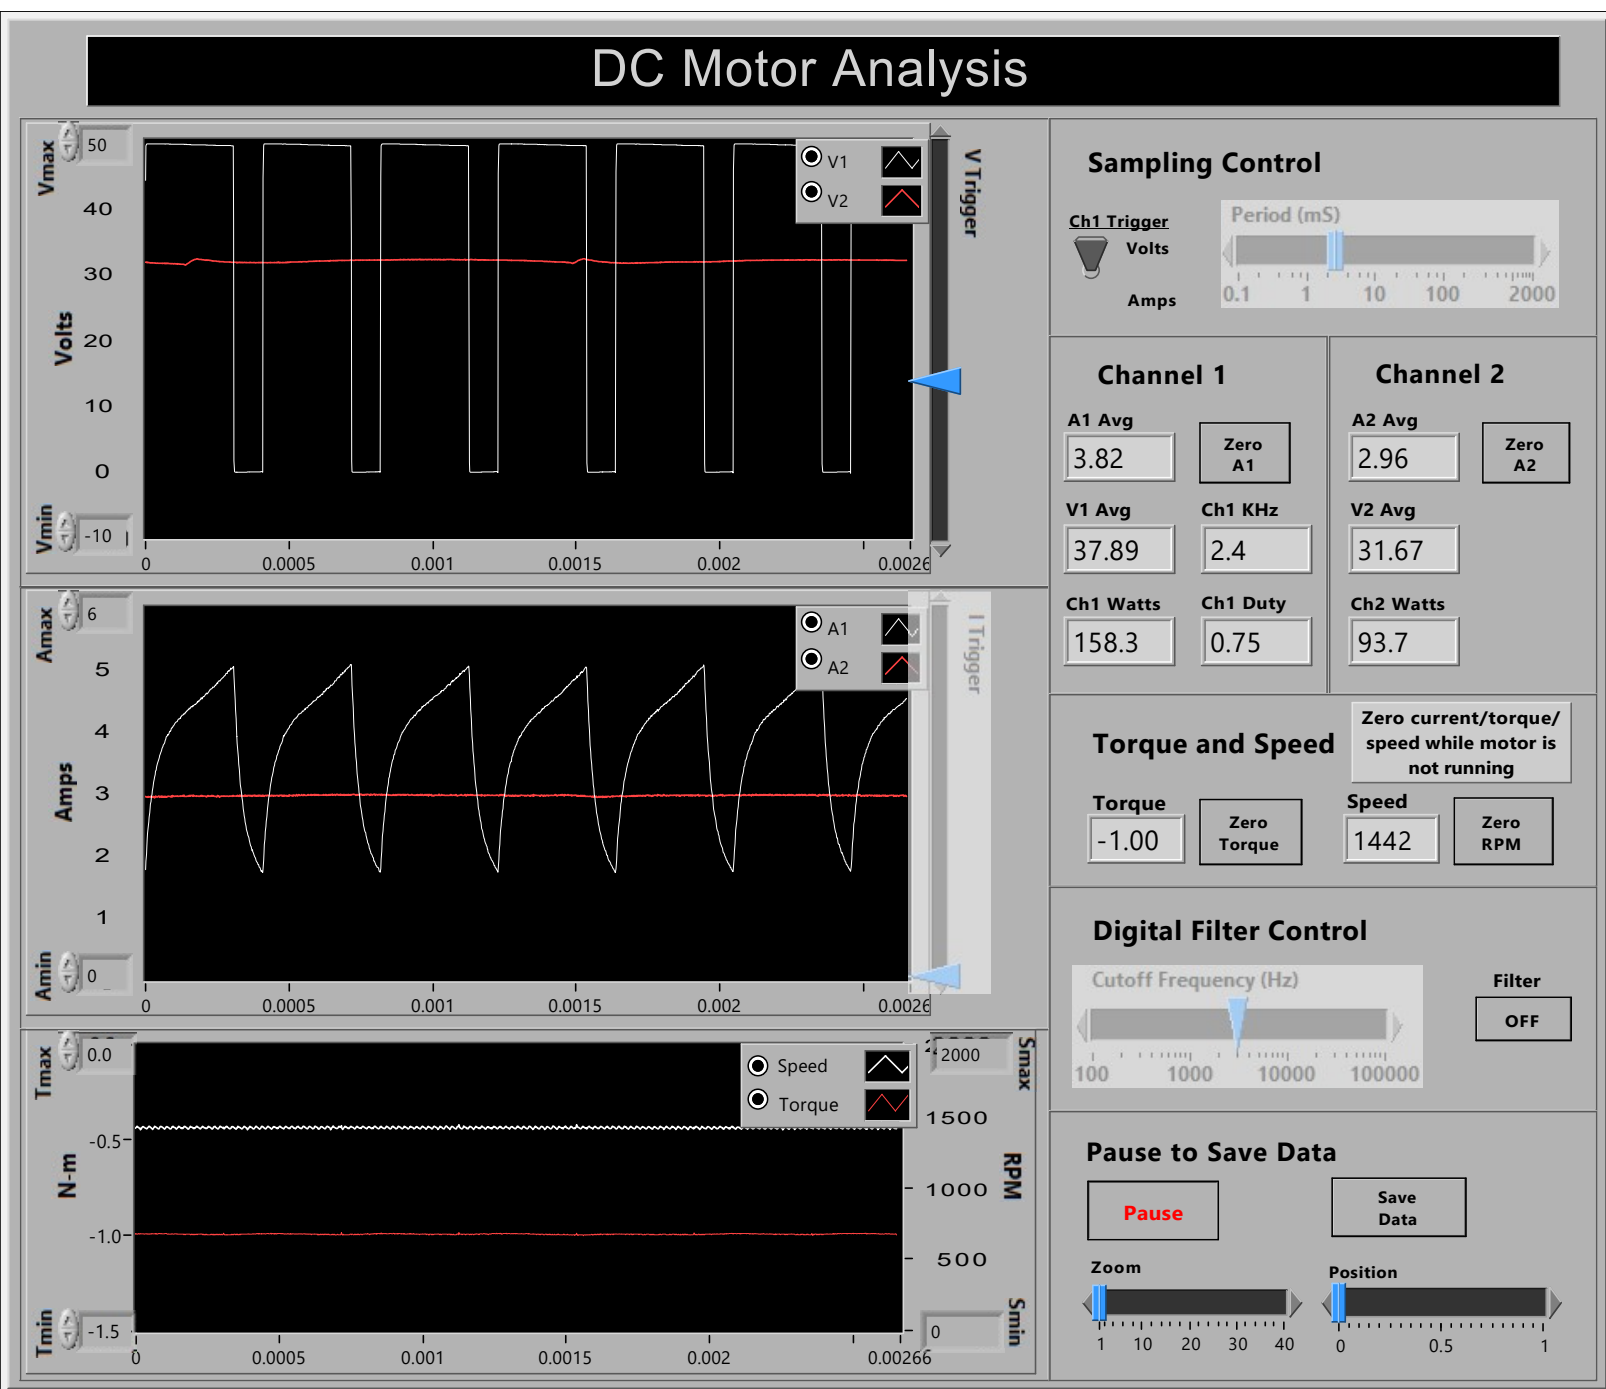 DC Motor Analysis
Vmax
50
40
30
20
10
0
Vmin
-10
Volts
V1
V2
V Trigger
0 0.0005 0.001 0.0015 0.002 0.0026
Amax
6
5
4
3
2
1
Amin
0
Amps
A1
A2
I Trigger
0 0.0005 0.001 0.0015 0.002 0.0026
Tmax
0.0
-0.5
-1.0
Tmin
-1.5
N-m
Speed
Torque
2000
Smax
1500
1000
500
0
Smin
RPM
0 0.0005 0.001 0.0015 0.002 0.00266
Sampling Control
Ch1 Trigger
Volts
Amps
Period (mS)
0.1 1 10 100 2000
Channel 1
A1 Avg
3.82
Zero
A1
V1 Avg
37.89
Ch1 KHz
2.4
Ch1 Watts
158.3
Ch1 Duty
0.75
Channel 2
A2 Avg
2.96
Zero
A2
V2 Avg
31.67
Ch2 Watts
93.7
Torque and Speed
Zero current/torque/
speed while motor is
not running
Torque
-1.00
Zero
Torque
Speed
1442
Zero
RPM
Digital Filter Control
Cutoff Frequency (Hz)
100 1000 10000 100000
Filter
OFF
Pause to Save Data
Pause
Save
Data
Zoom
1 10 20 30 40
Position
0 0.5 1